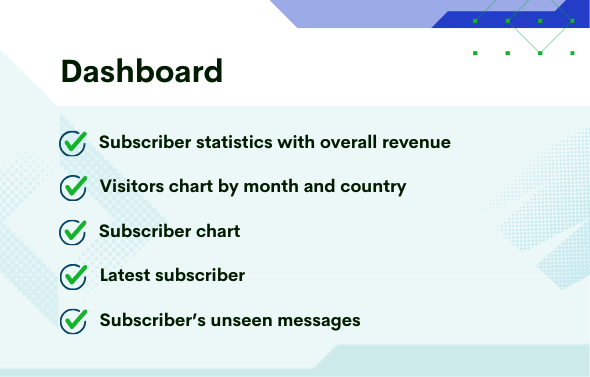 Dashboard
Subscriber statistics with overall revenue
Visitors chart by month and country
Subscriber chart
Latest subscriber
Subscriber’s unseen messages